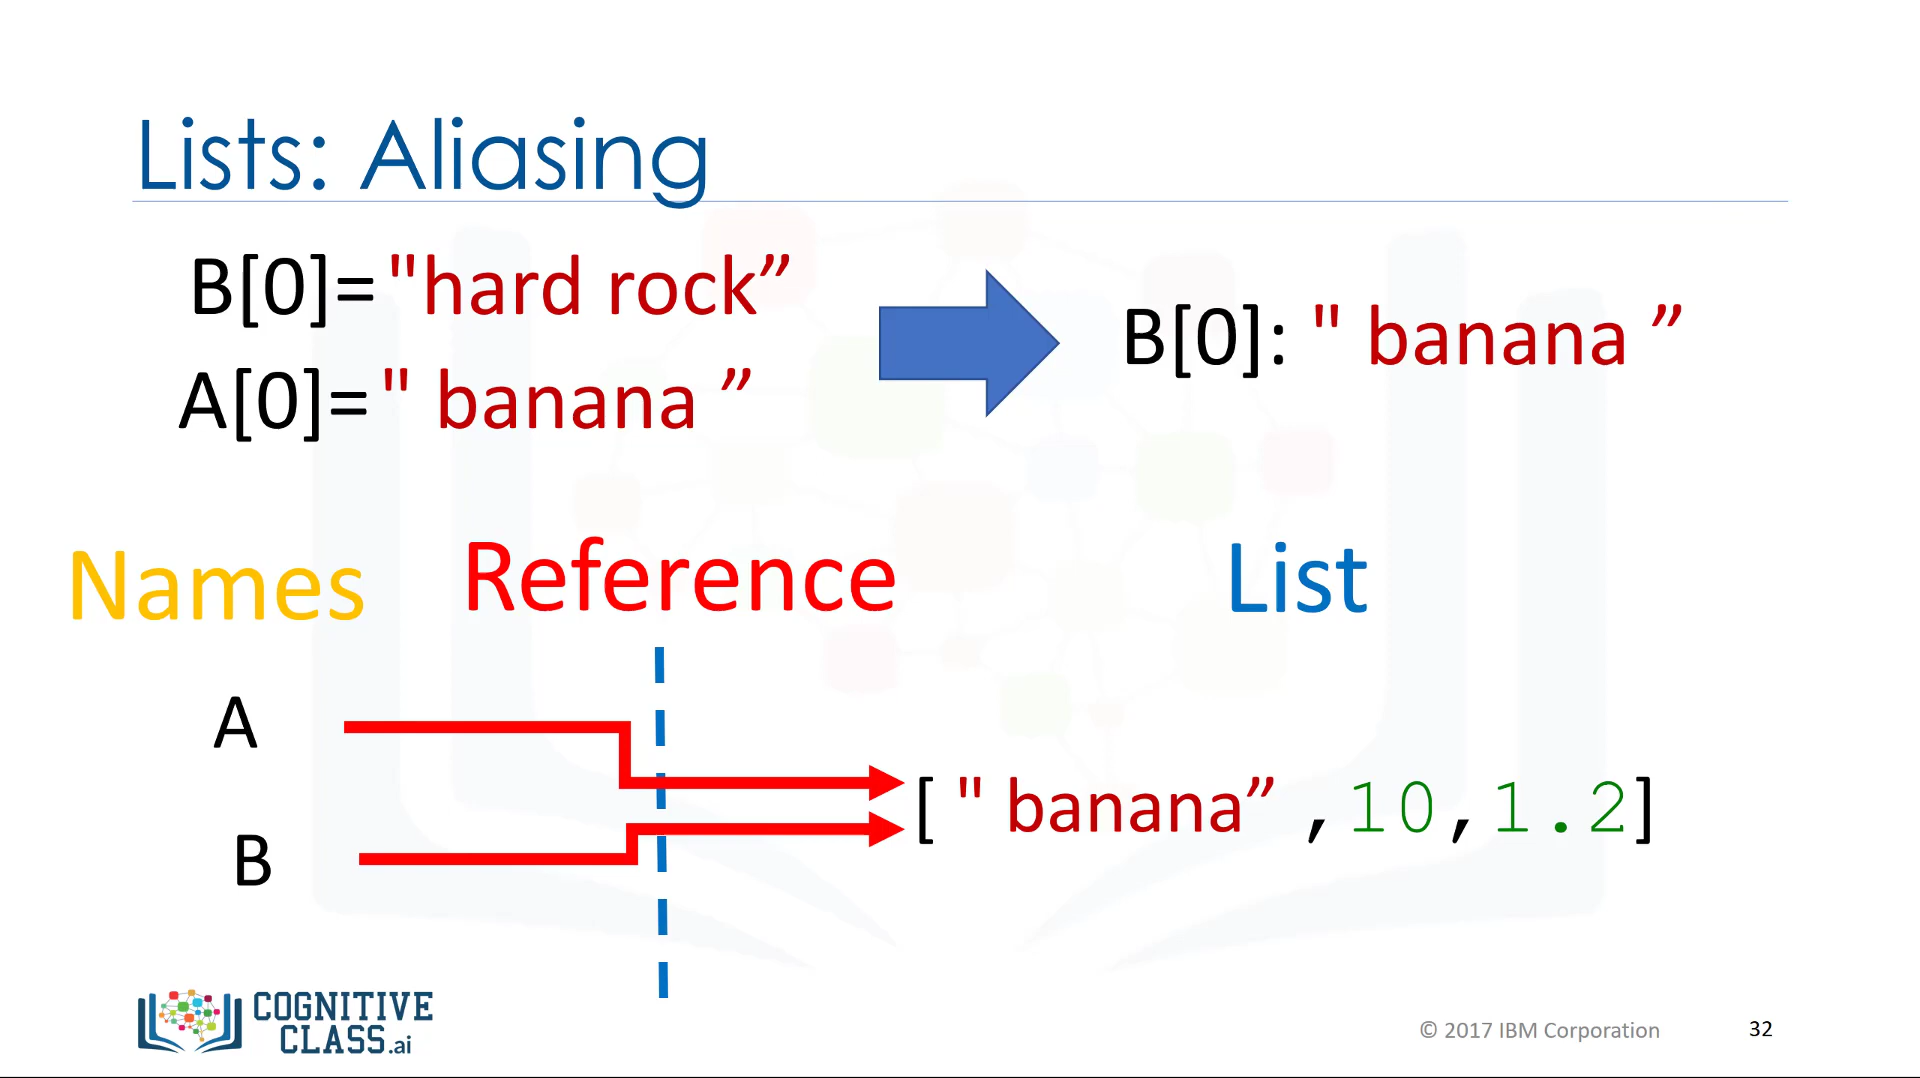 Lists: Aliasing
B[0]="hard rock”
A[0]=" banana ”
B[0]: " banana ”
Names
Reference
List
A
B
[ " banana” ,10,1.2]
COGNITIVE
CLASS.ai
© 2017 IBM Corporation
32